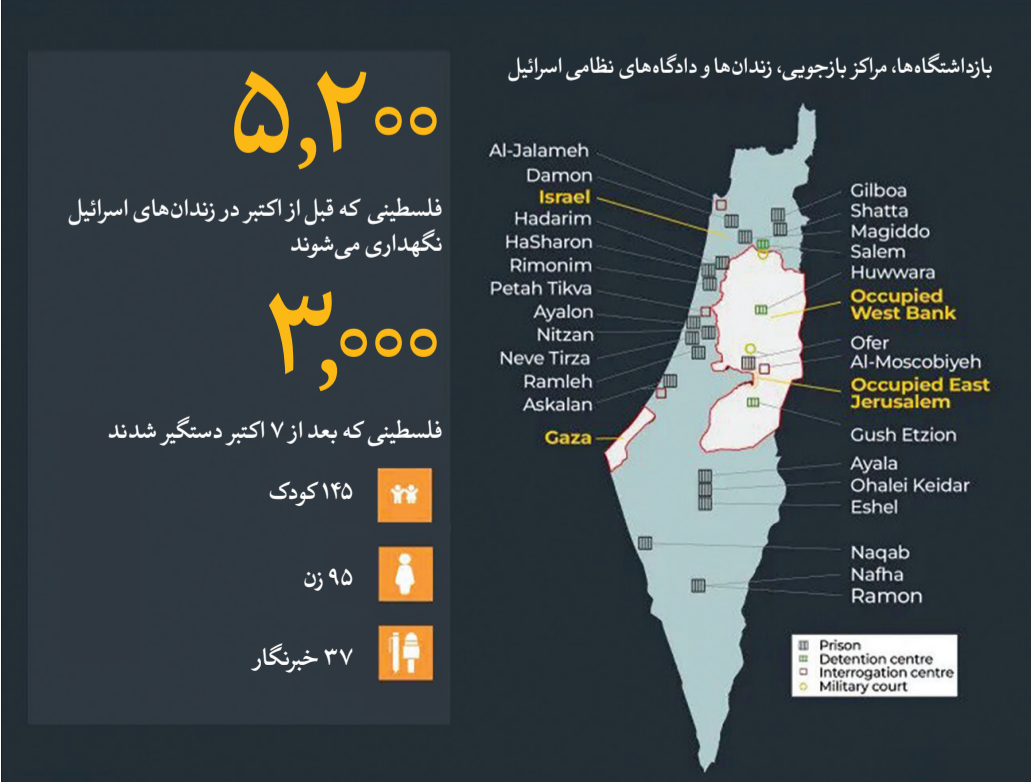 بازداشتگاه‌ها، مراکز بازجویی، زندان‌ها و دادگاه‌های نظامی اسرائیل
۵,۲۰۰
فلسطینی که قبل از اکتبر در زندان‌های اسرائیل
نگهداری می‌شوند
۳,۰۰۰
فلسطینی که بعد از ۷ اکتبر دستگیر شدند
۱۴۵ کودک
۹۵ زن
۳۷ خبرنگار
Al-Jalameh
Damon
Israel
Hadarim
HaSharon
Rimonim
Petah Tikva
Ayalon
Nitzan
Neve Tirza
Ramleh
Askalan
Gaza
Gilboa
Shatta
Magiddo
Salem
Huwwara
Occupied
West Bank
Ofer
Al-Moscobiyeh
Occupied East
Jerusalem
Gush Etzion
Ayala
Ohalei Keidar
Eshel
Naqab
Nafha
Ramon
Prison
Detention centre
Interrogation centre
Military court